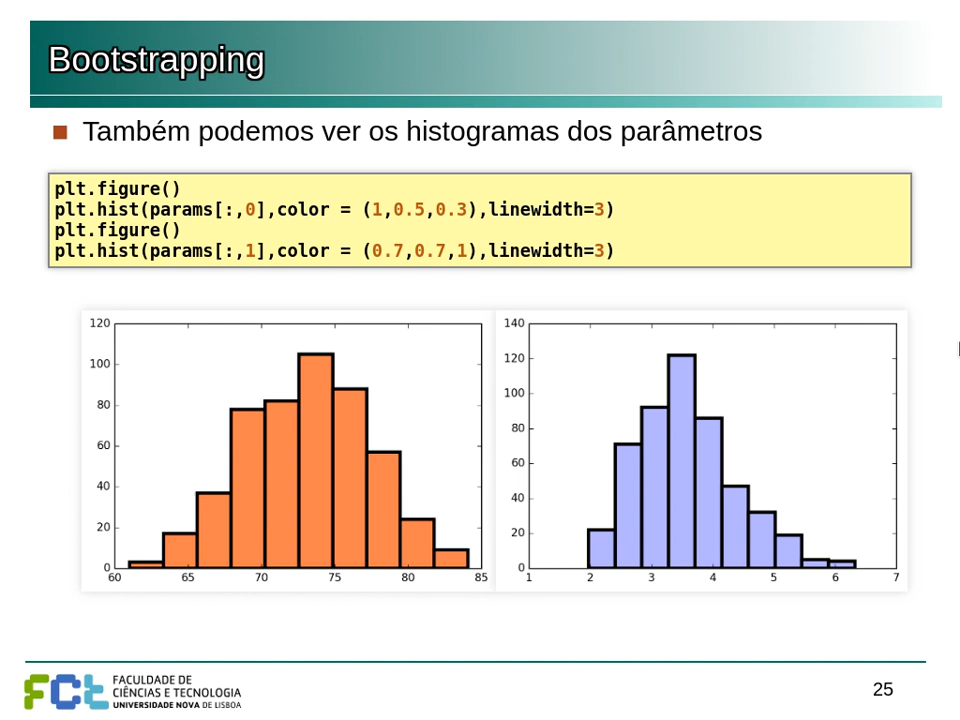 Bootstrapping
Também podemos ver os histogramas dos parâmetros
plt.figure()
plt.hist(params[:,0],color = (1,0.5,0.3),linewidth=3)
plt.figure()
plt.hist(params[:,1],color = (0.7,0.7,1),linewidth=3)
120
100
80
60
40
20
0
60 65 70 75 80 85
140
120
100
80
60
40
20
0
1 2 3 4 5 6 7
FCt FACULDADE DE
CIÊNCIAS E TECNOLOGIA
UNIVERSIDADE NOVA DE LISBOA
25